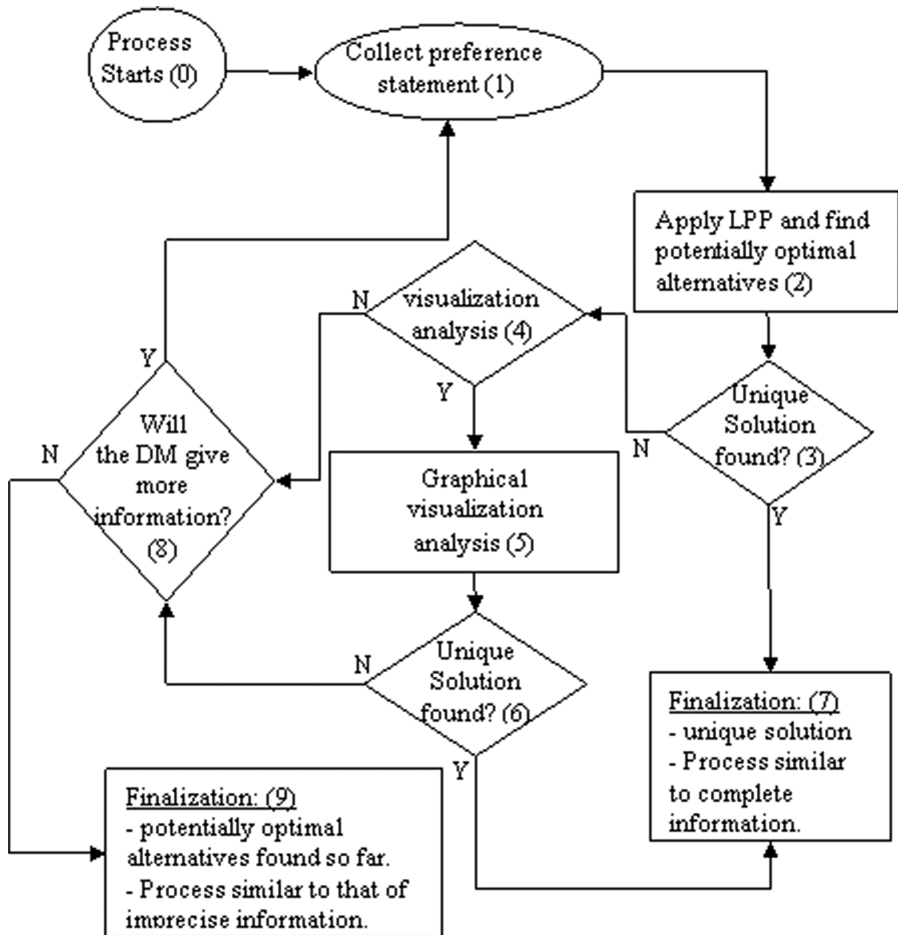 Process
Starts (0)
Collect preference
statement (1)
Apply LPP and find
potentially optimal
alternatives (2)
N
visualization
analysis (4)
Y
Y
Unique
Solution
found? (3)
N
Y
Will
the DM give
more
information?
(8)
N
Graphical
visualization
analysis (5)
N
Unique
Solution
found? (6)
Y
Finalization: (7)
- unique solution
- Process similar
to complete
information.
Finalization: (9)
- potentially optimal
alternatives found so far.
- Process similar to that of
imprecise information.